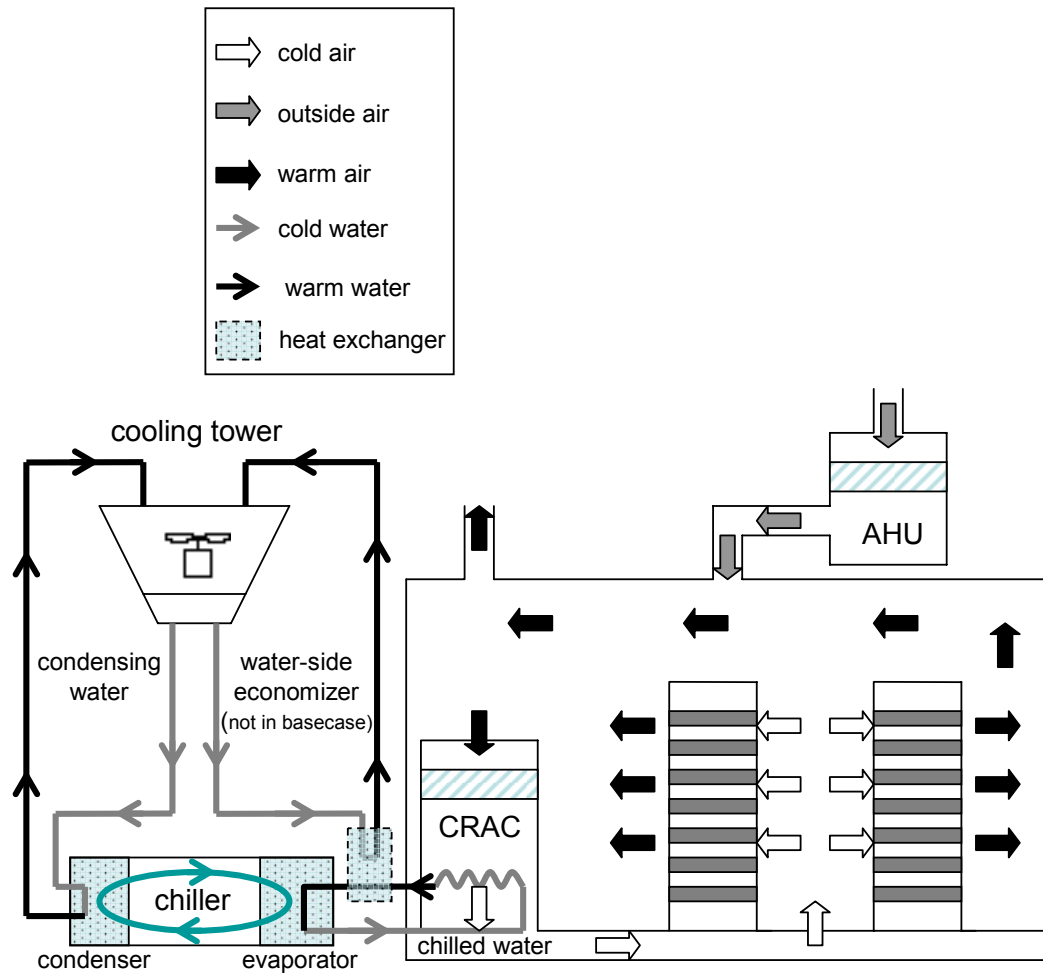 cold air
outside air
warm air
cold water
warm water
heat exchanger
cooling tower
AHU
condensing
water
water-side
economizer
(not in basecase)
CRAC
chiller
chilled water
condenser
evaporator